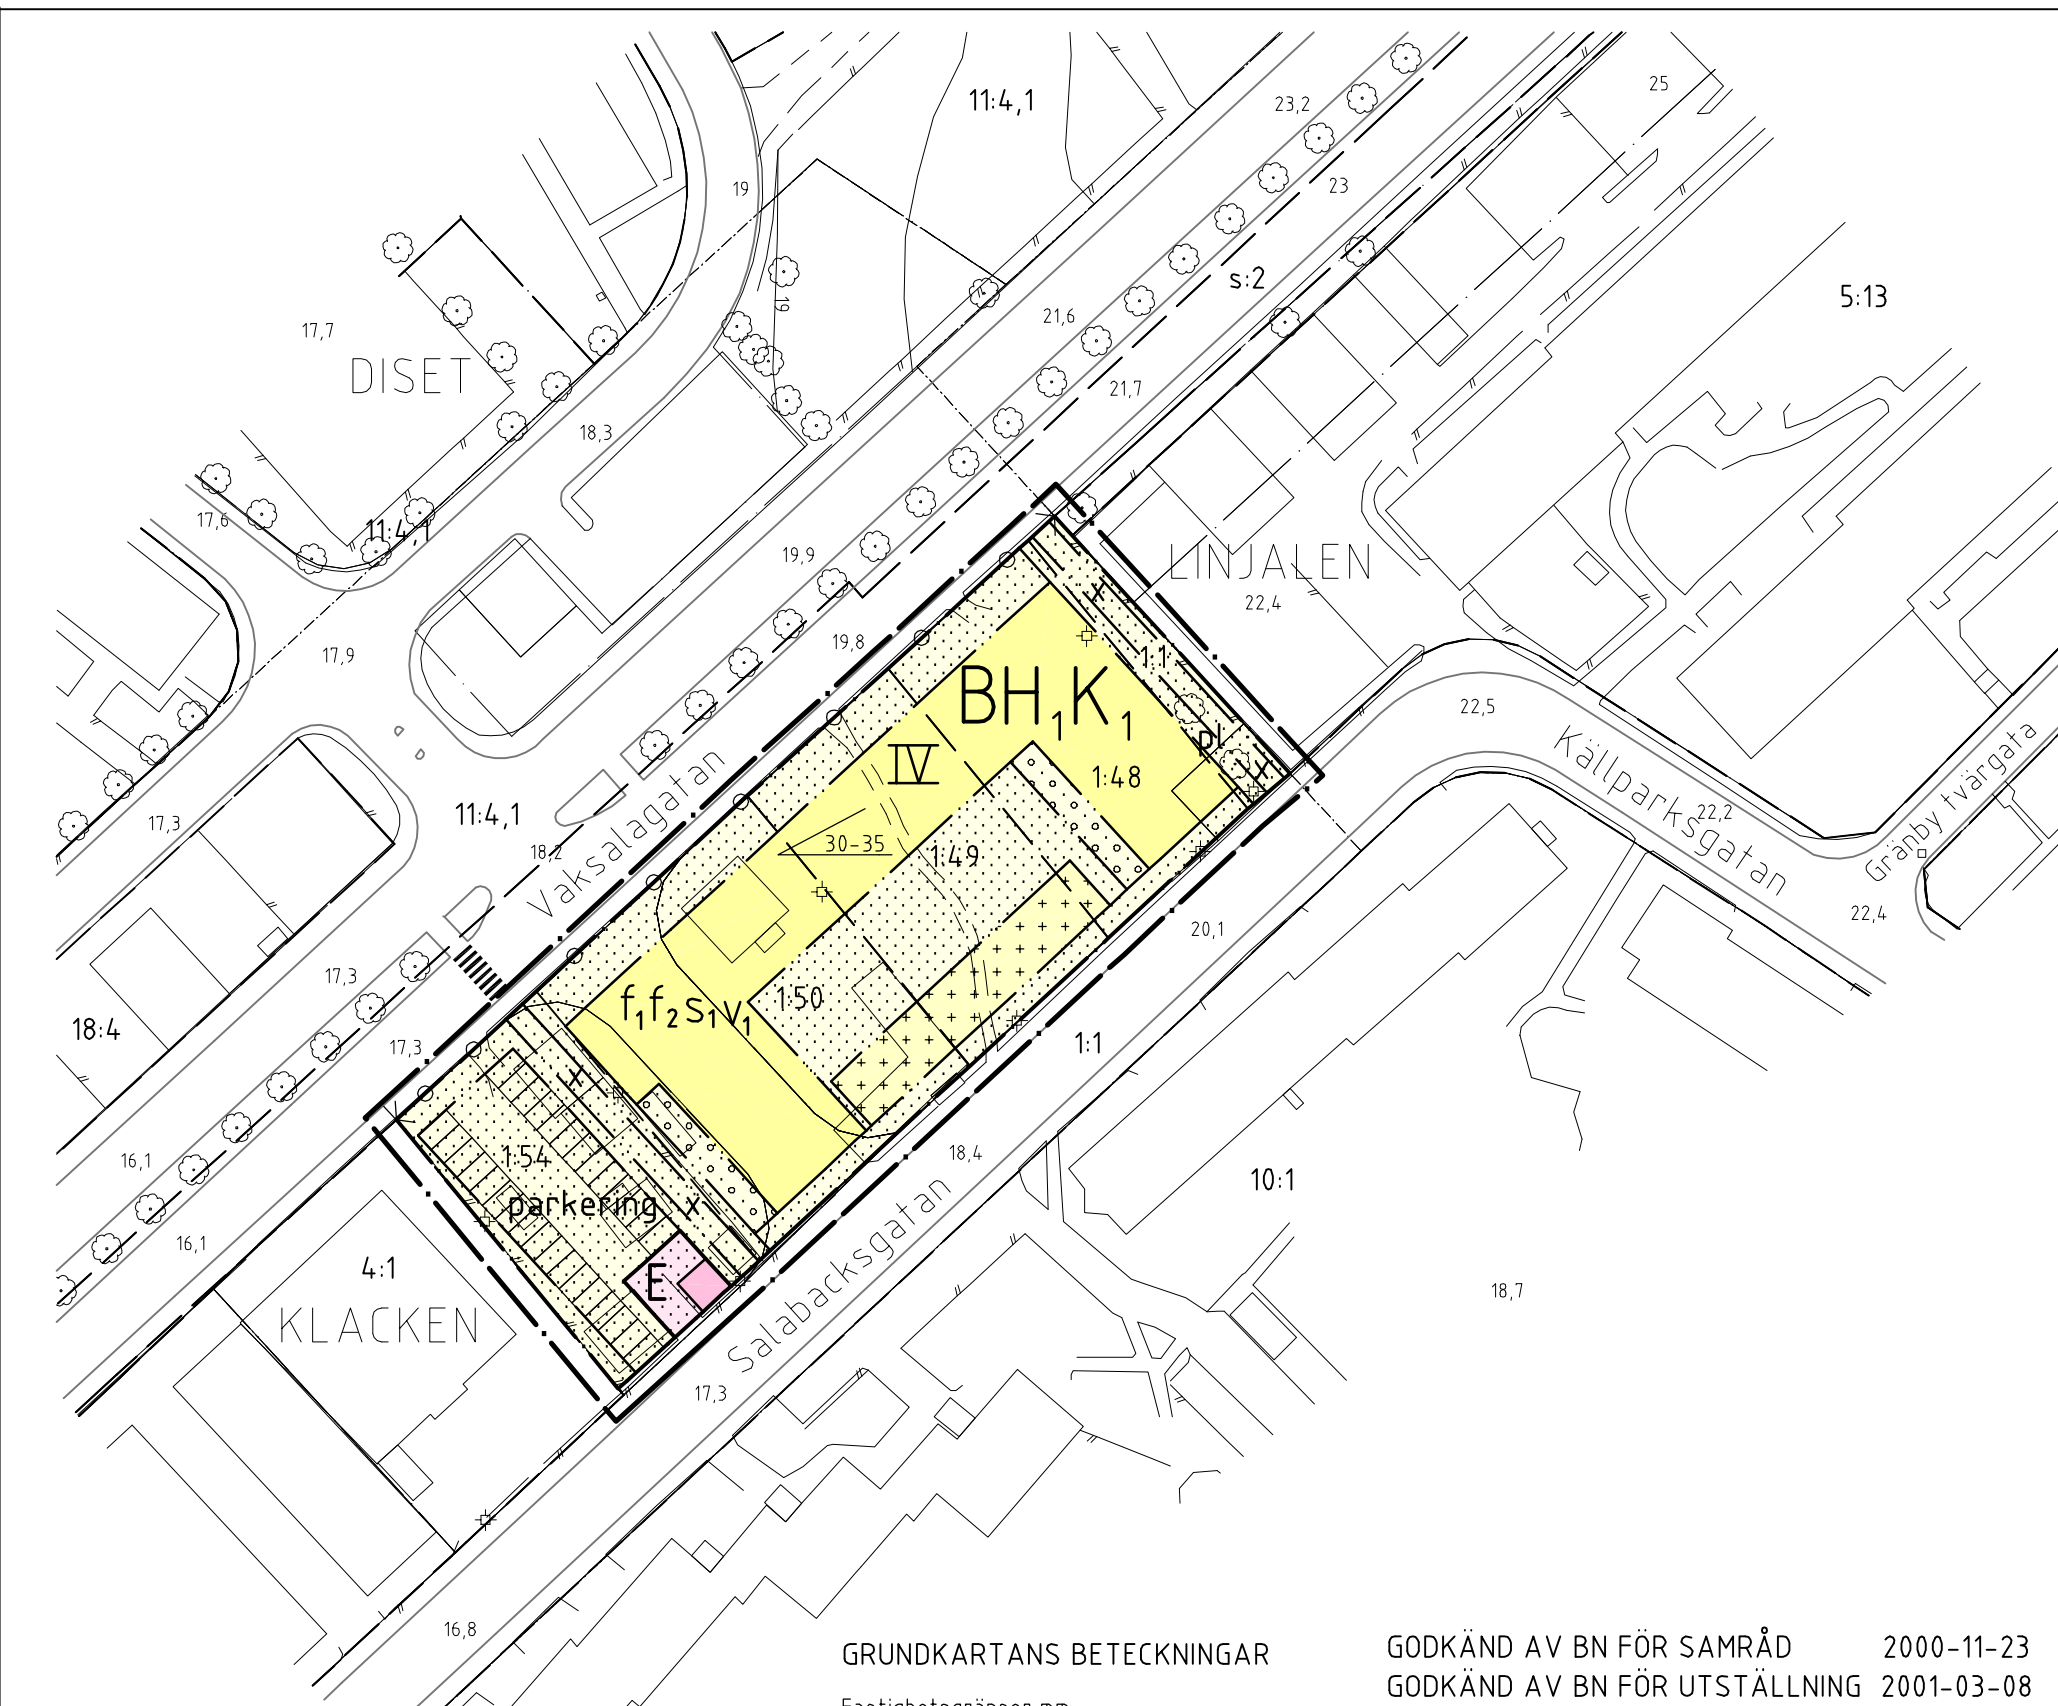 11:4,1
25
23,2
19
23
s:2
5:13
19
21,6
17,7
DISET
21,7
18,3
17,6
11:4,1
19,9
LINJALEN
x
22,4
19,8
1:1
17,9
BH1K1
22,5
pl
x
IV
1:48
Källparksgatan
22,2
Gränby tvärgata
17,3
11:4,1
18,2
Vaksalagatan
30-35
1:49
22,4
20,1
17,3
1:50
f1f2s1v1
18:4
17,3
1:1
x
16,1
1:54
18,4
10:1
parkering
x
16,1
4:1
E
Salabacksgatan
18,7
KLACKEN
17,3
16,8
GRUNDKARTANS BETECKNINGAR
GODKÄND AV BN FÖR SAMRÅD 2000-11-23
GODKÄND AV BN FÖR UTSTÄLLNING 2001-03-08